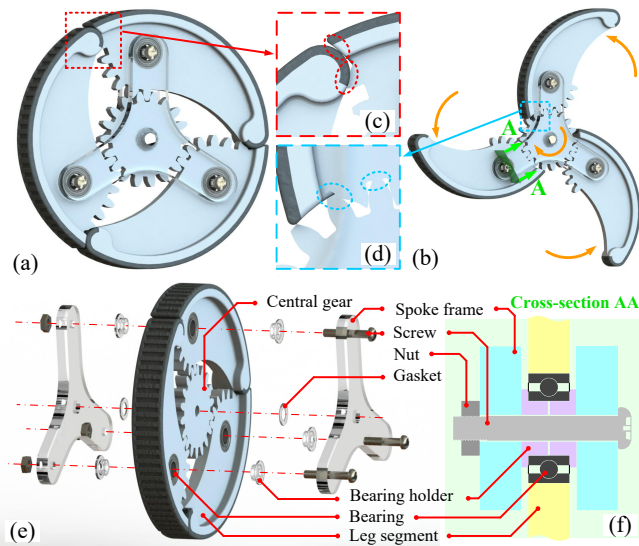 (a)
(c)
(d)
A
A
(b)
Central gear
Spoke frame
Cross-section AA
Screw
Nut
Gasket
Bearing holder
Bearing
Leg segment
(e)
(f)